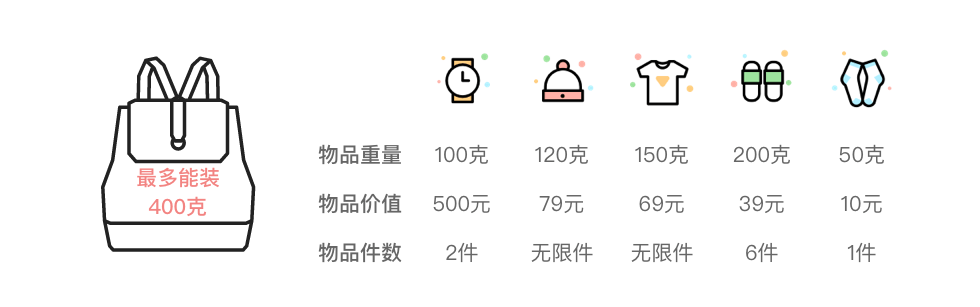 最多能装
400克
物品重量 100克 120克 150克 200克 50克
物品价值 500元 79元 69元 39元 10元
物品件数 2件 无限件 无限件 6件 1件